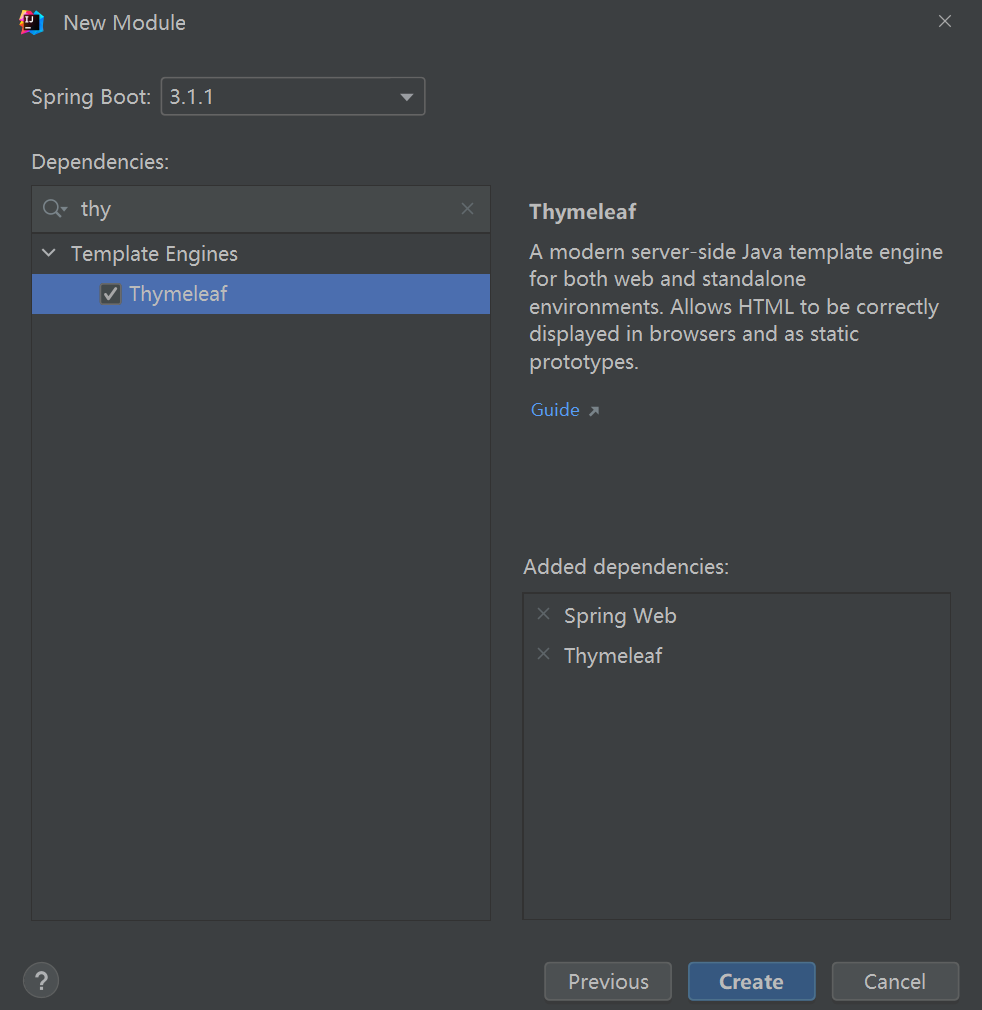 New Module
Spring Boot: 3.1.1
Dependencies:
thy
Template Engines
Thymeleaf
Thymeleaf
A modern server-side Java template engine
for both web and standalone
environments. Allows HTML to be correctly
displayed in browsers and as static
prototypes.
Guide
Added dependencies:
Spring Web
Thymeleaf
?
Previous
Create
Cancel